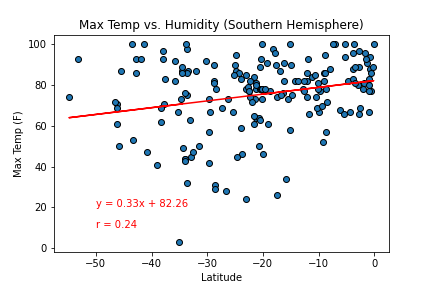 Max Temp vs. Humidity (Southern Hemisphere)
Max Temp (F)
100
80
60
40
20
0
y = 0.33x + 82.26
r = 0.24
−50 −40 −30 −20 −10 0
Latitude